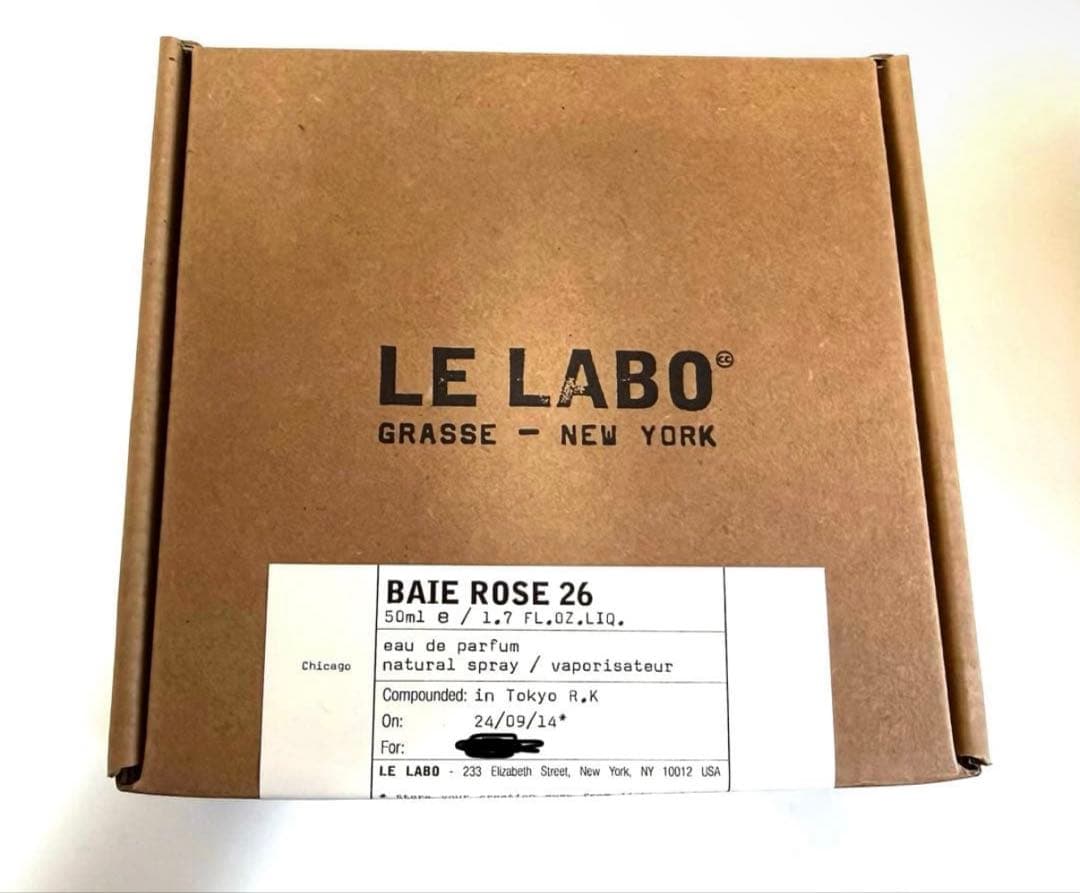 LE LABO
GRASSE — NEW YORK
BAIE ROSE 26
50ml e / 1.7 FL.OZ.LIQ.
eau de parfum
natural spray / vaporisateur
Chicago
Compounded: in Tokyo R.K
On: 24/09/14*
For:
LE LABO - 233 Elizabeth Street, New York, NY 10012 USA